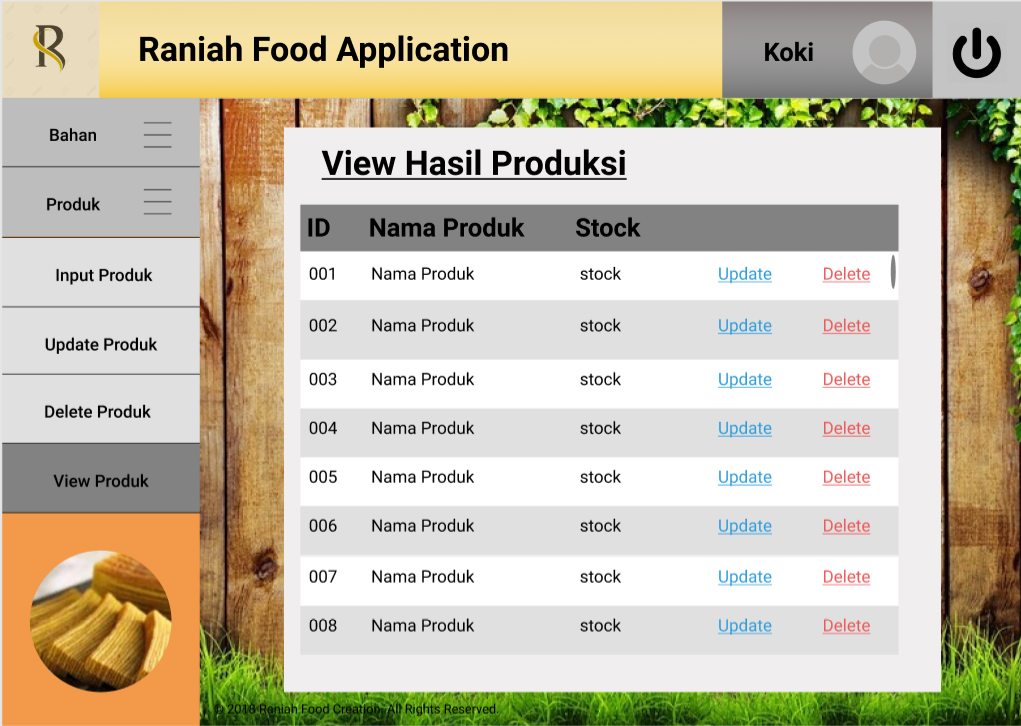 R
Raniah Food Application
Koki
Bahan
Produk
Input Produk
Update Produk
Delete Produk
View Produk
View Hasil Produksi
ID Nama Produk Stock
001 Nama Produk stock Update Delete
002 Nama Produk stock Update Delete
003 Nama Produk stock Update Delete
004 Nama Produk stock Update Delete
005 Nama Produk stock Update Delete
006 Nama Produk stock Update Delete
007 Nama Produk stock Update Delete
008 Nama Produk stock Update Delete
© 2018 Raniah Food Creation. All Rights Reserved.